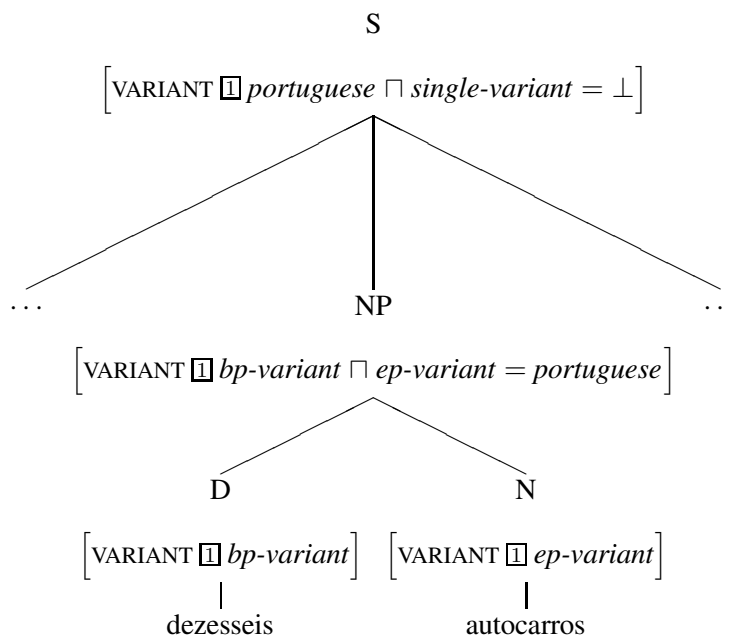 S
[VARIANT 1 portuguese ⊓ single-variant = ⊥]
... NP ..
[VARIANT 1 bp-variant ⊓ ep-variant = portuguese]
D N
[VARIANT 1 bp-variant] [VARIANT 1 ep-variant]
dezesseis autocarros